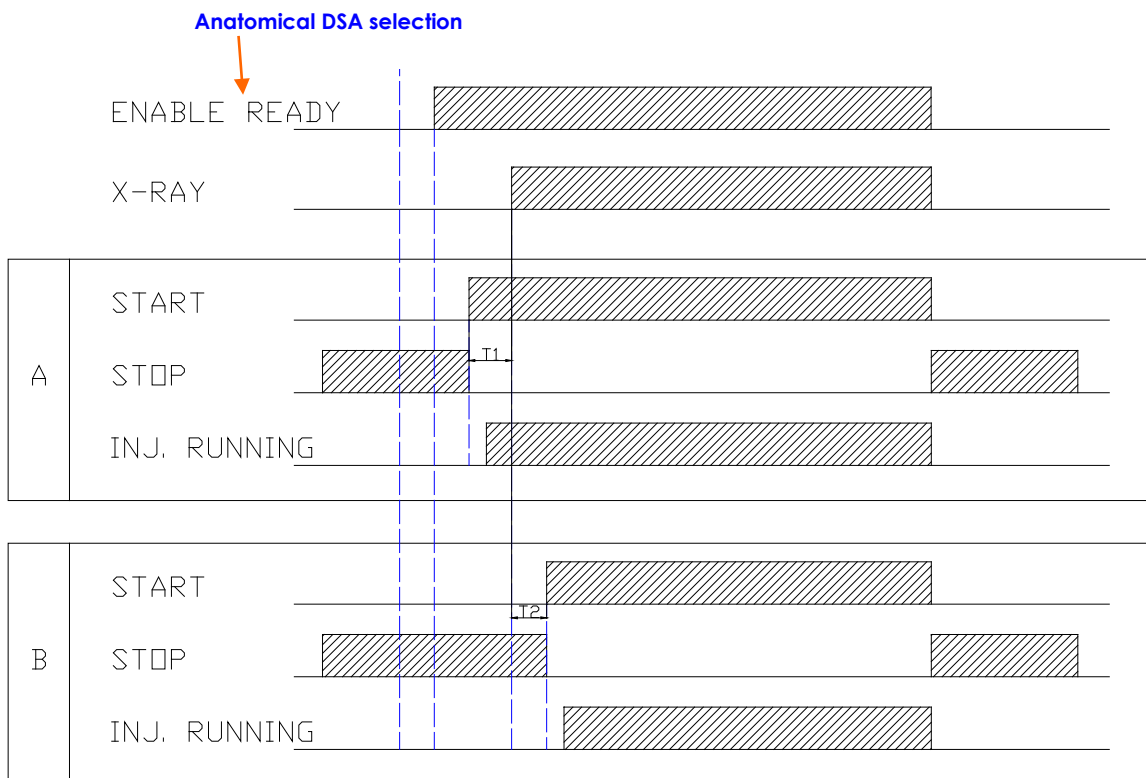 Anatomical DSA selection
ENABLE READY
X-RAY
A
START
T1
STOP
INJ. RUNNING
B
START
T2
STOP
INJ. RUNNING